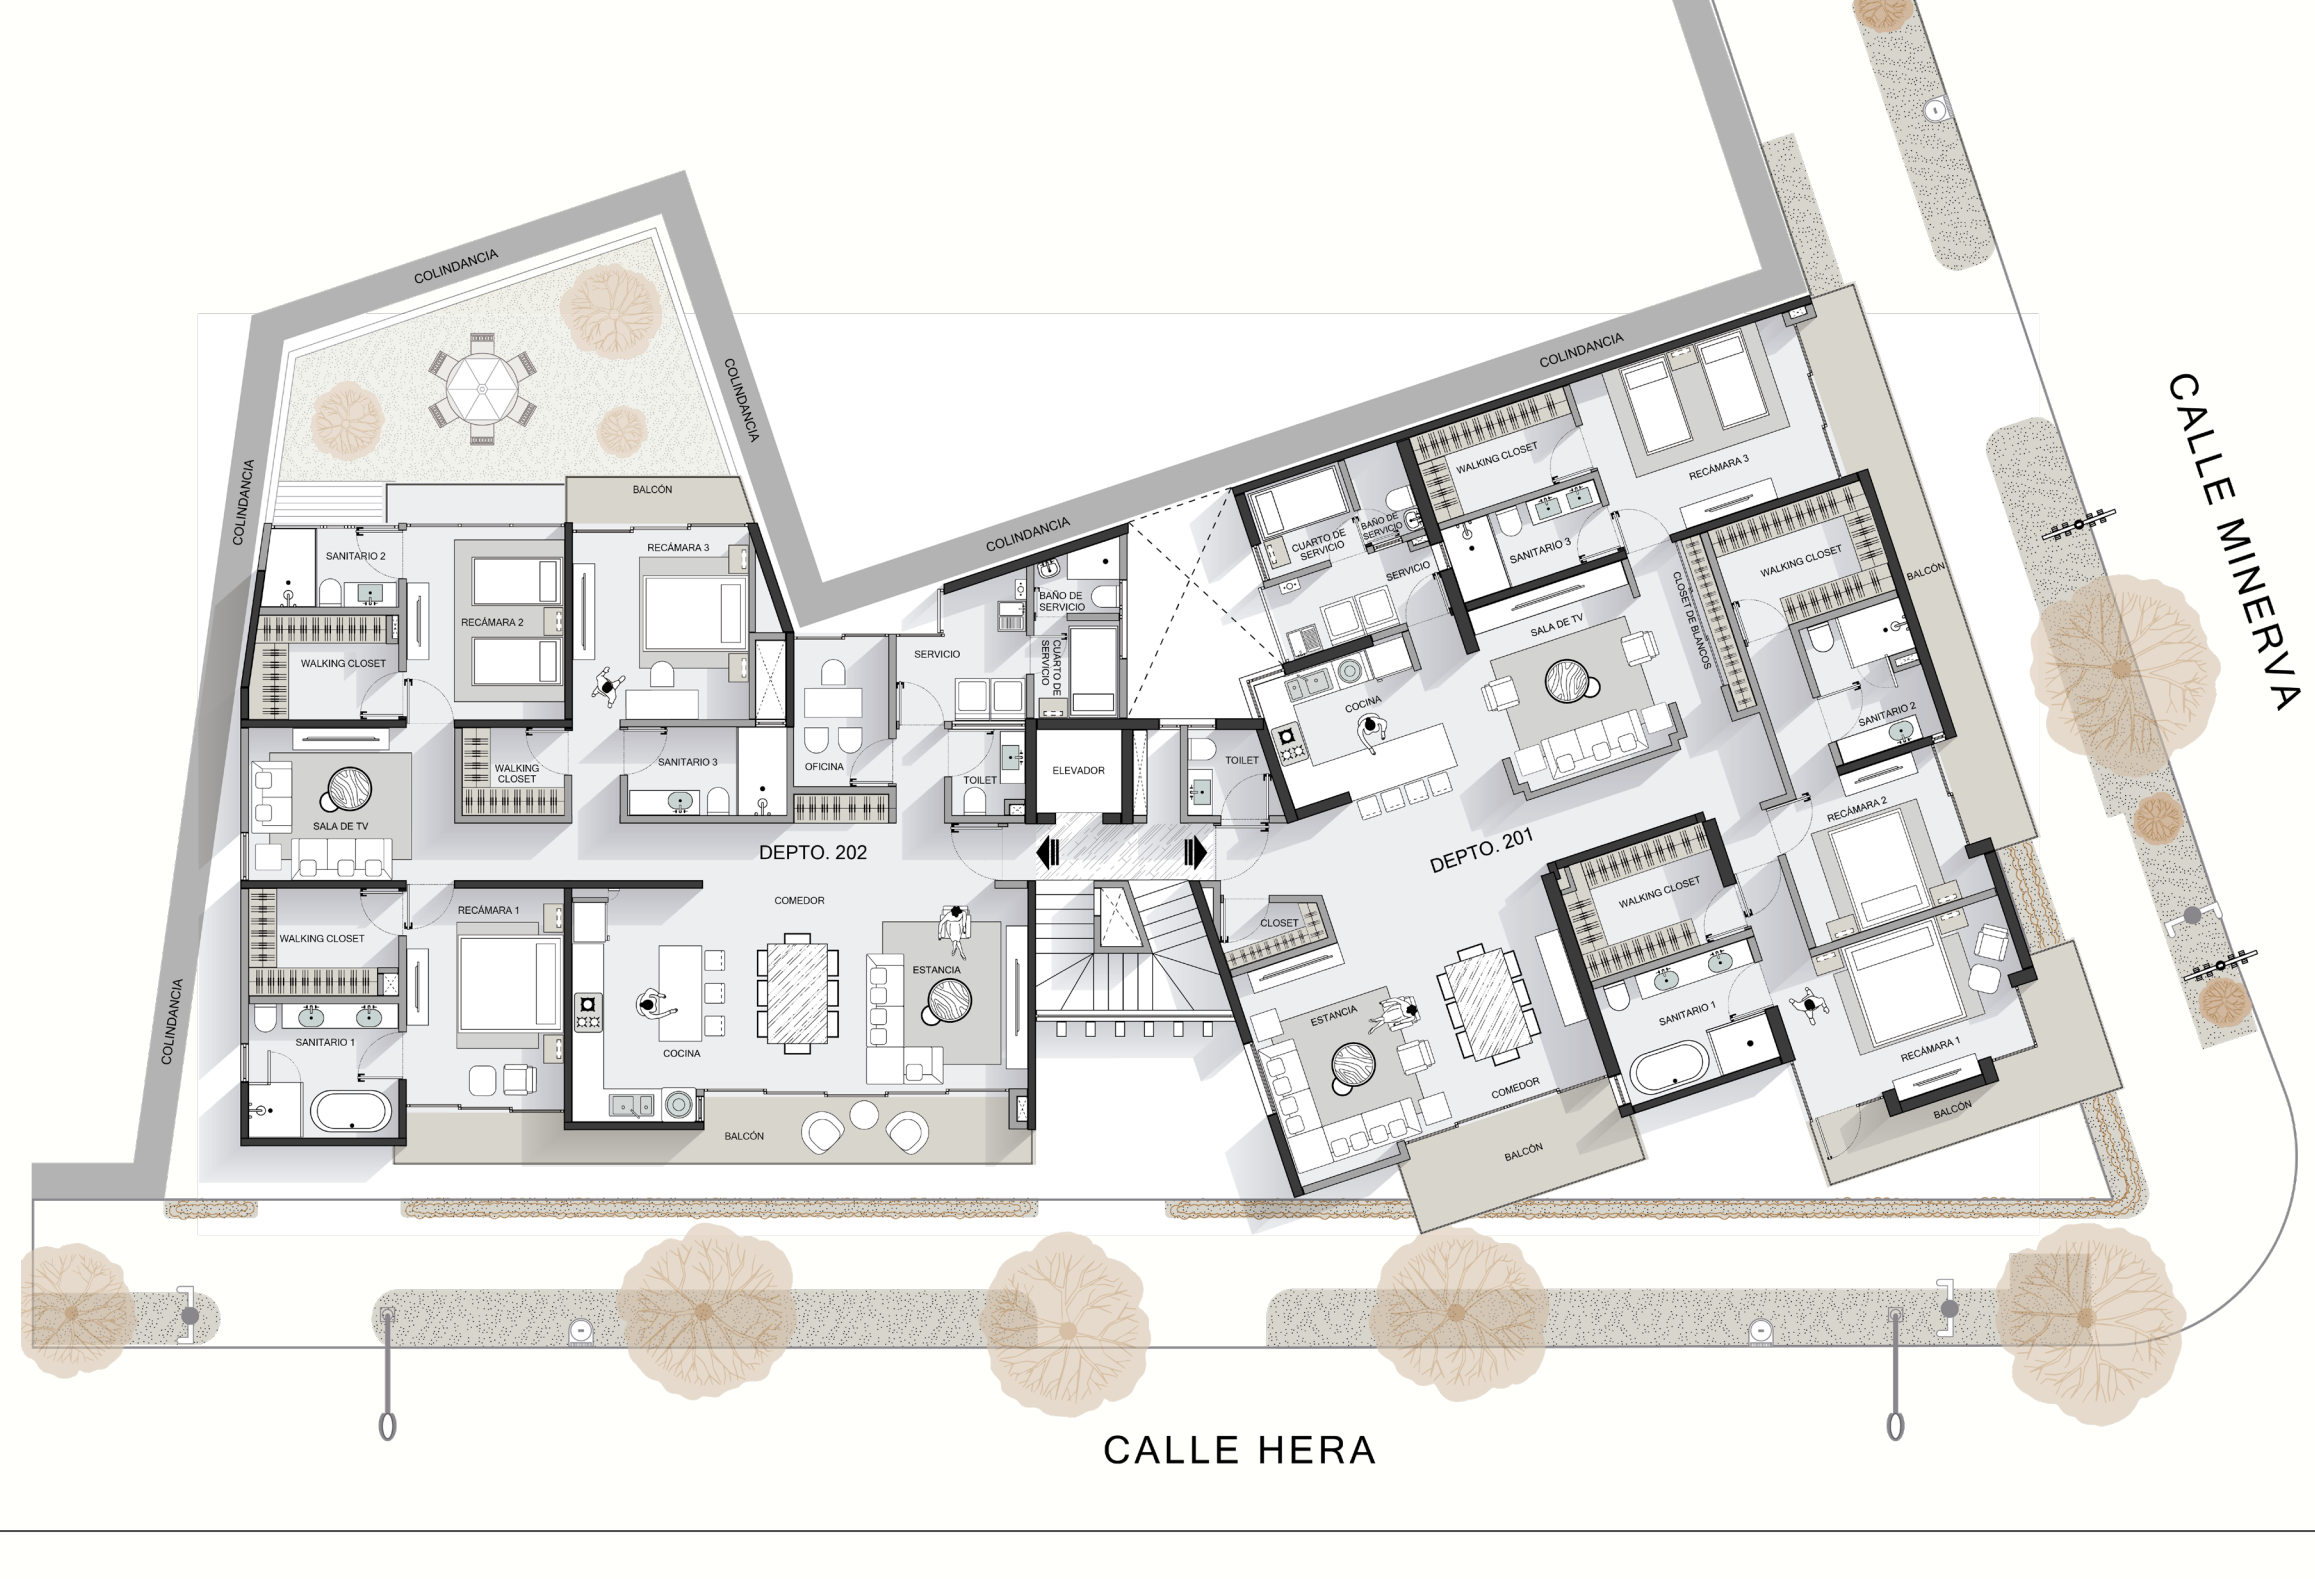 COLINDANCIA
COLINDANCIA
COLINDANCIA
COLINDANCIA
COLINDANCIA
COLINDANCIA
BALCÓN
SANITARIO 2
RECÁMARA 3
RECÁMARA 2
WALKING CLOSET
SALA DE TV
WALKING
CLOSET
SANITARIO 3
OFICINA
SERVICIO
BAÑO DE
SERVICIO
CUARTO DE
SERVICIO
TOILET
ELEVADOR
DEPTO. 202
WALKING CLOSET
RECÁMARA 1
SANITARIO 1
COMEDOR
ESTANCIA
COCINA
BALCÓN
WALKING CLOSET
RECÁMARA 3
CUARTO DE
SERVICIO
BAÑO DE
SERVICIO
SERVICIO
SANITARIO 3
SALA DE TV
CLOSET DE BLANCOS
WALKING CLOSET
BALCÓN
COCINA
TOILET
SANITARIO 2
RECÁMARA 2
DEPTO. 201
WALKING CLOSET
CLOSET
ESTANCIA
COMEDOR
SANITARIO 1
RECÁMARA 1
BALCÓN
BALCÓN
CALLE MINERVA
CALLE HERA